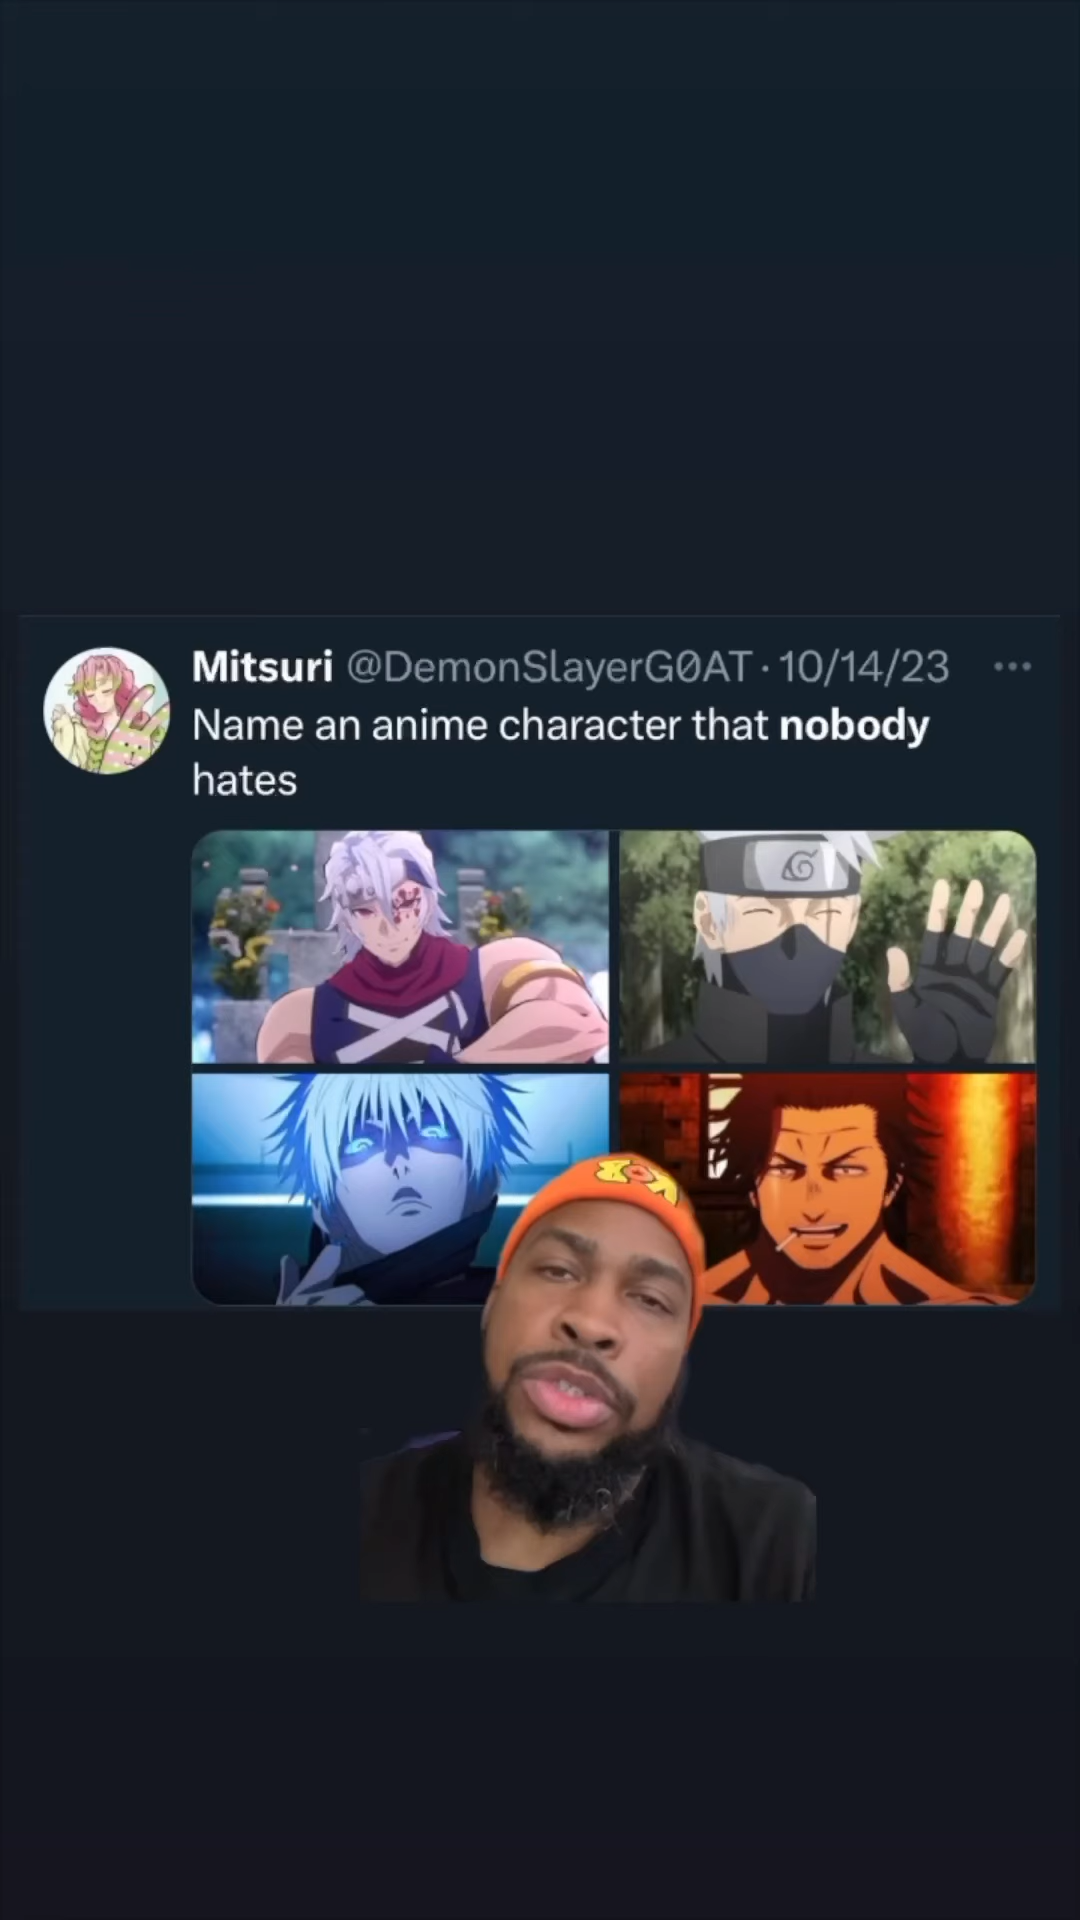 Mitsuri @DemonSlayerG0AT · 10/14/23
Name an anime character that nobody
hates